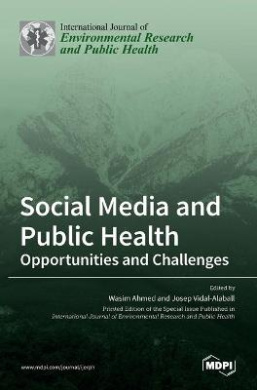 International Journal of
Environmental Research
and Public Health
Social Media and
Public Health
Opportunities and Challenges
Edited by
Wasim Ahmed and Josep Vidal-Alaball
Printed Edition of the Special Issue Published in
International Journal of Environmental Research and Public Health
www.mdpi.com/journal/ijerph
MDPI